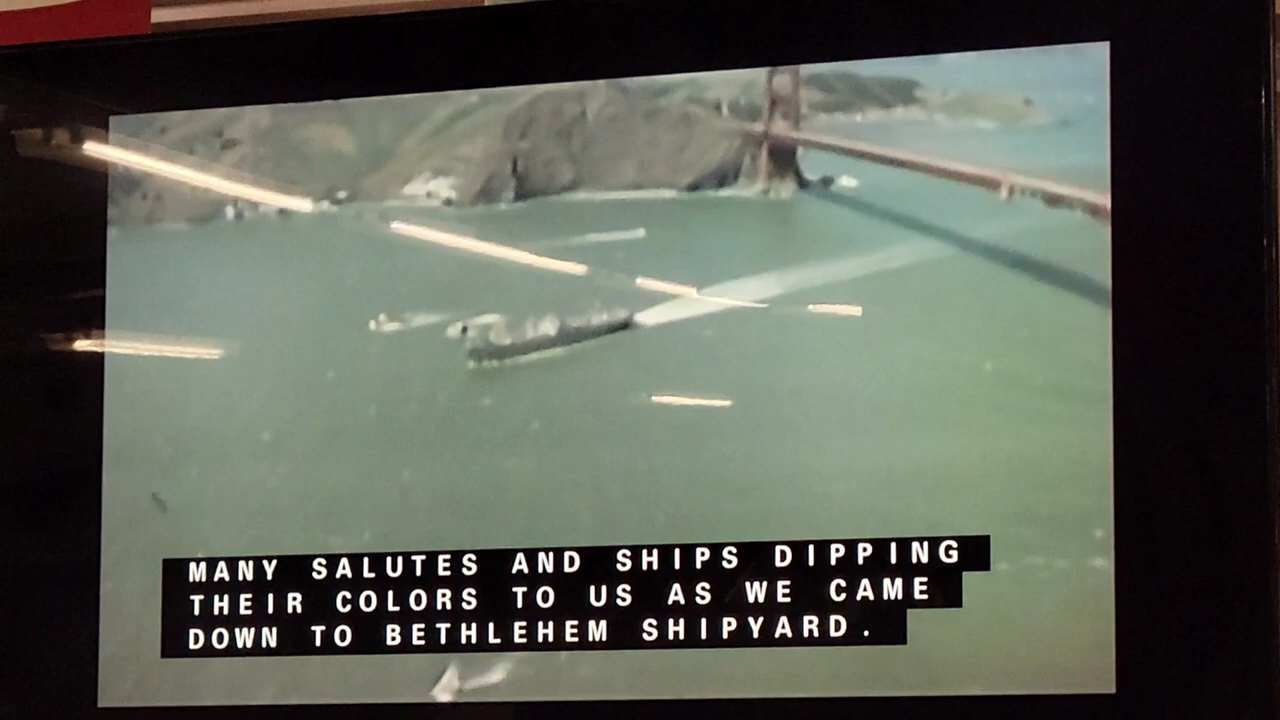 MANY SALUTES AND SHIPS DIPPING
THEIR COLORS TO US AS WE CAME
DOWN TO BETHLEHEM SHIPYARD.